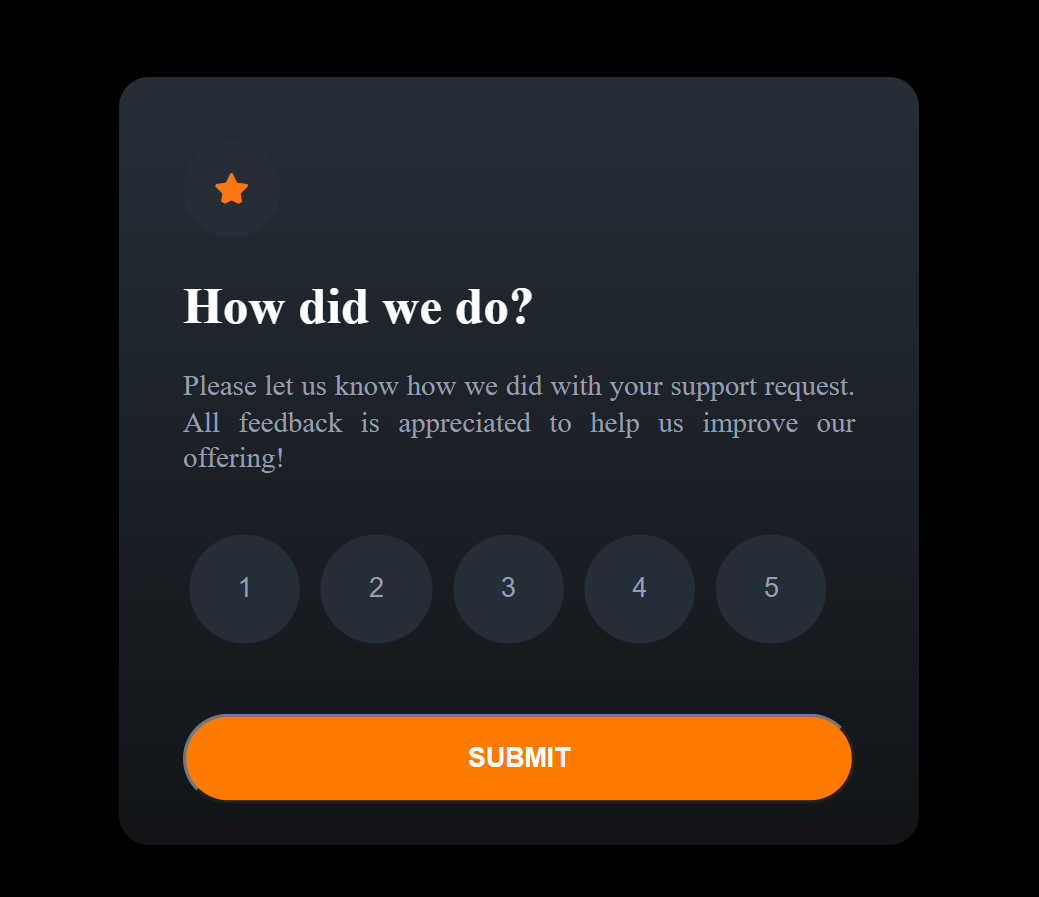 How did we do?
Please let us know how we did with your support request.
All feedback is appreciated to help us improve our
offering!
1 2 3 4 5
SUBMIT